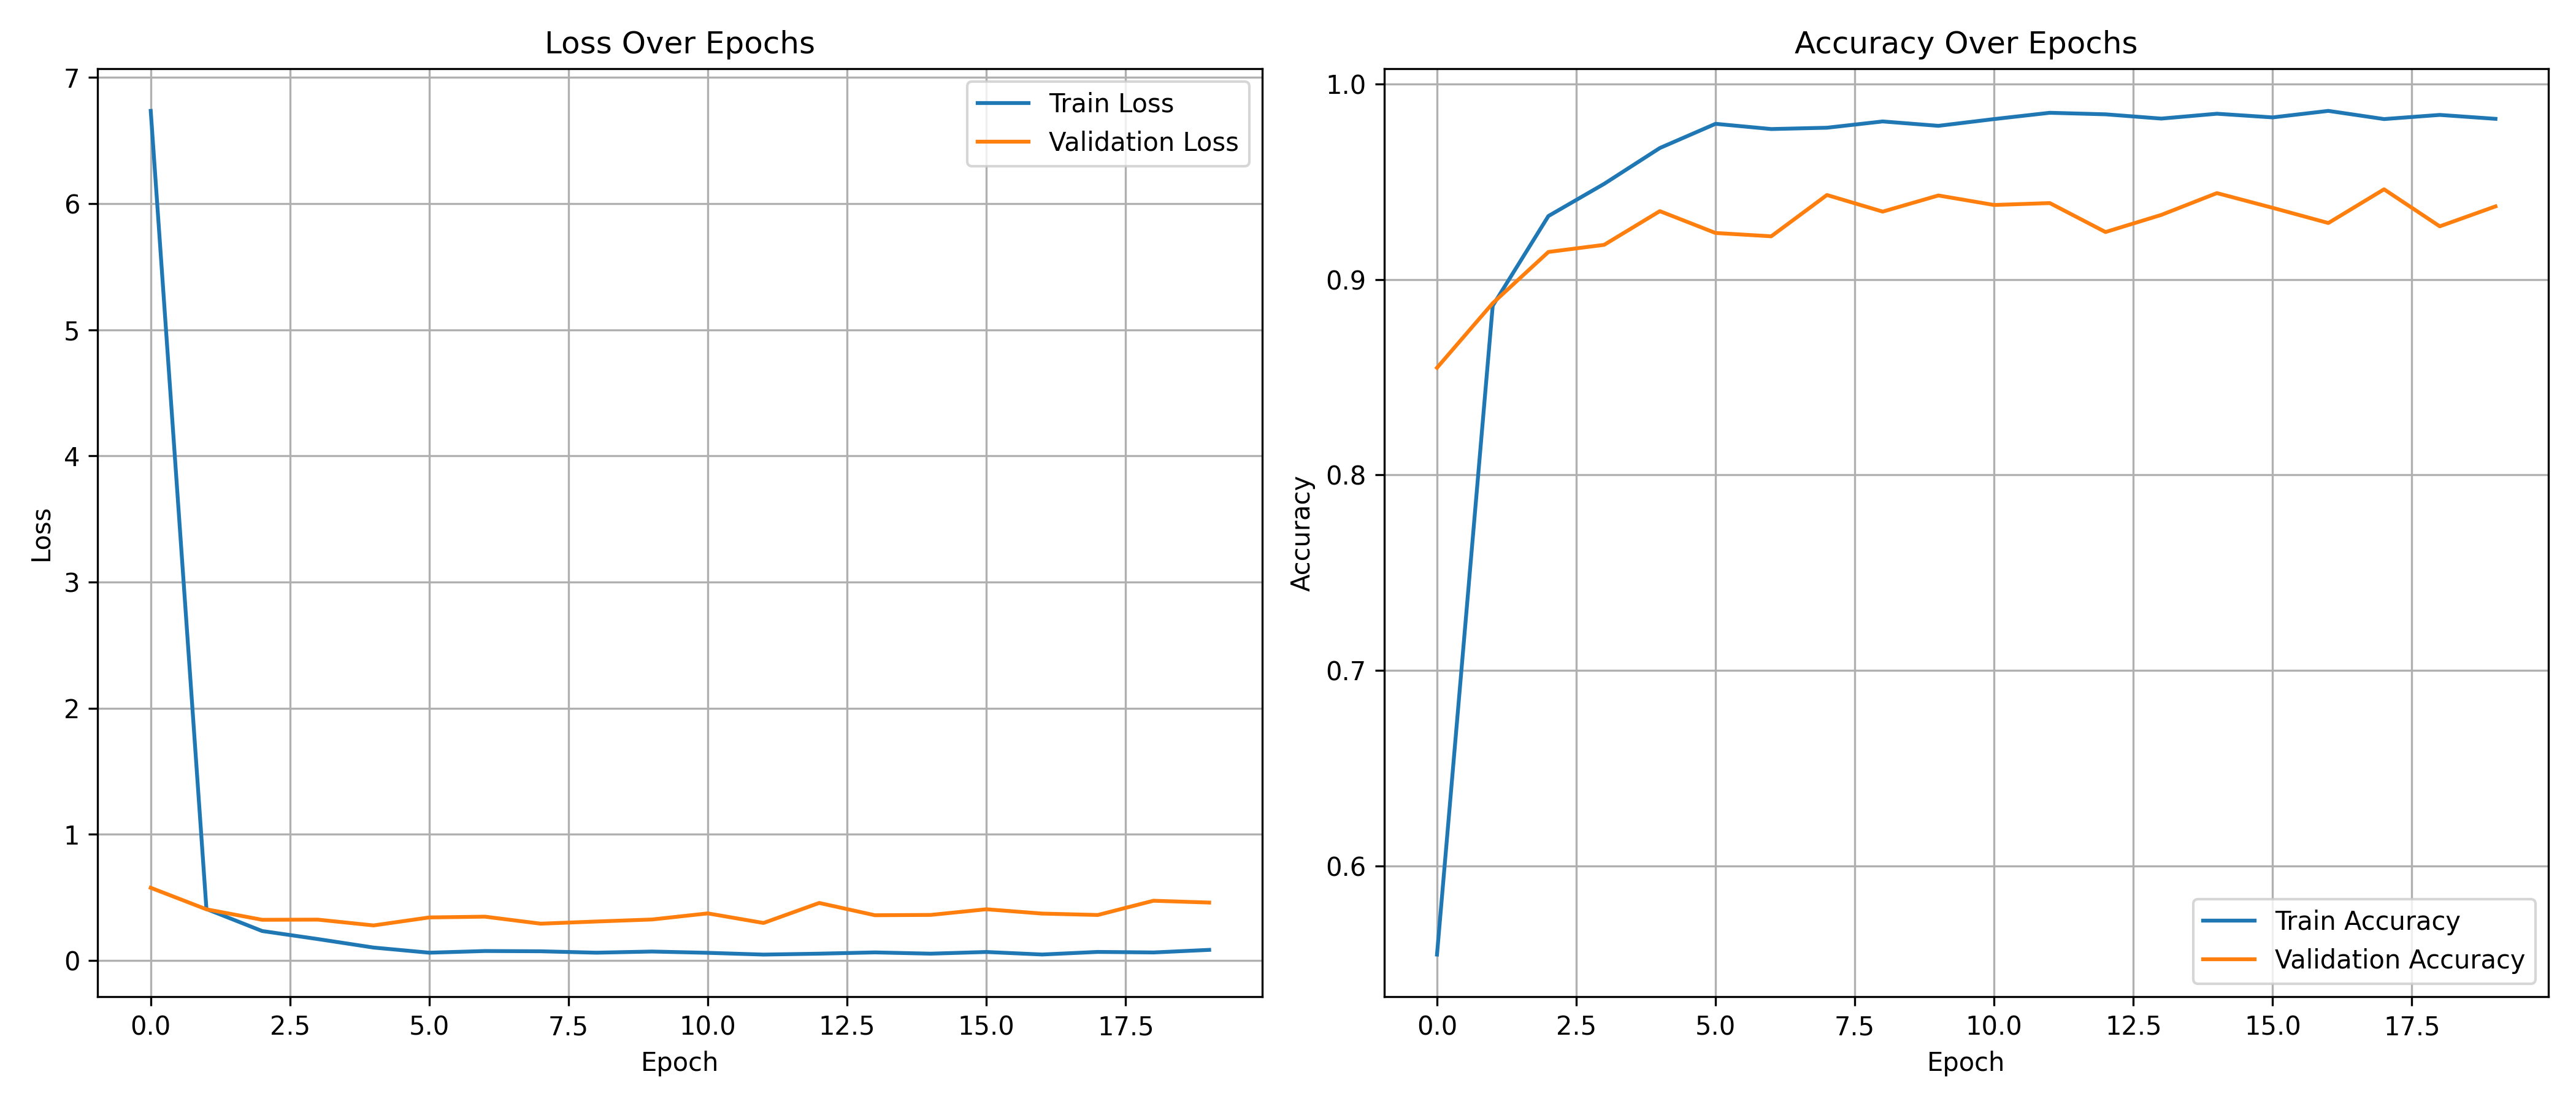 Loss Over Epochs
7
6
5
4
3
2
1
0
Loss
0.0 2.5 5.0 7.5 10.0 12.5 15.0 17.5
Epoch
Train Loss
Validation Loss
Accuracy Over Epochs
1.0
0.9
0.8
0.7
0.6
Accuracy
0.0 2.5 5.0 7.5 10.0 12.5 15.0 17.5
Epoch
Train Accuracy
Validation Accuracy